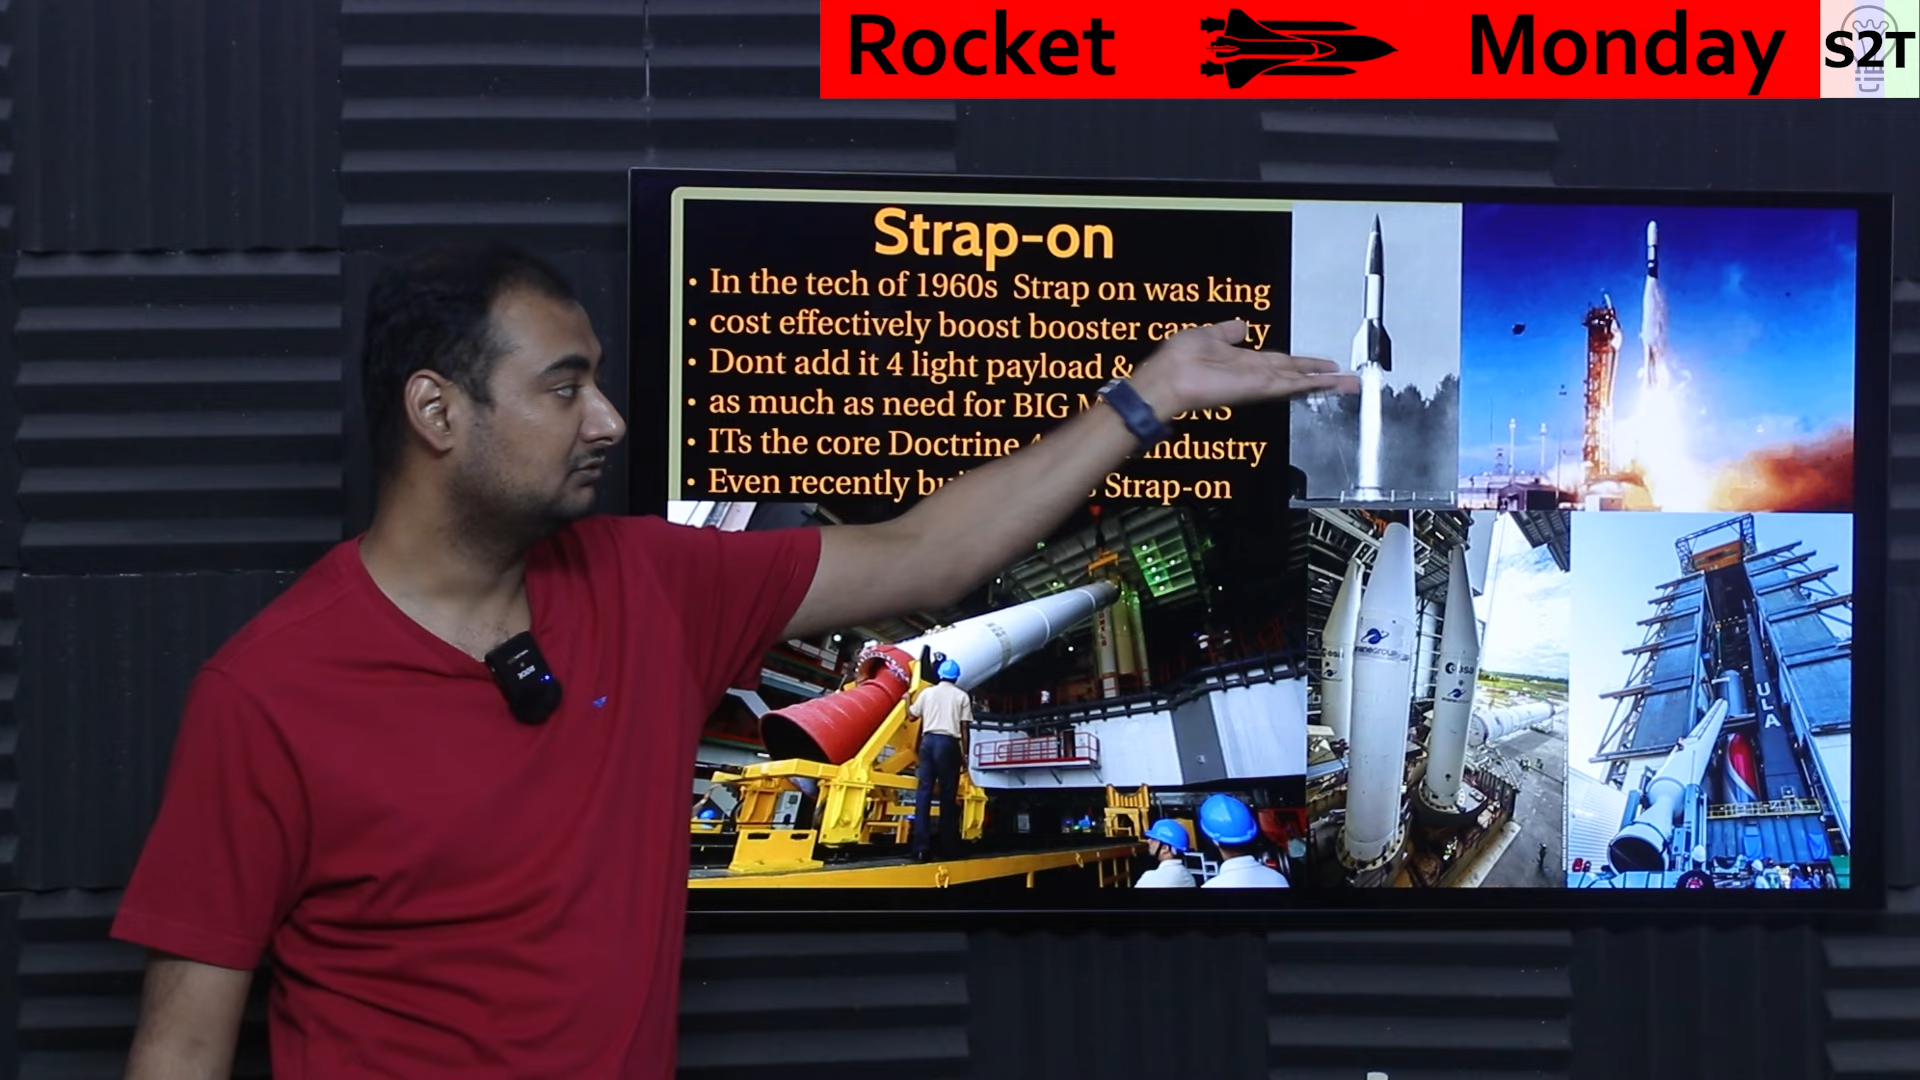 Rocket Monday S2T
Strap-on
• In the tech of 1960s Strap on was king
• cost effectively boost booster
• Dont add it 4 light payload &
• as much as need for BIG
• ITs the core Doctrine industry
• Even recently Strap-on
esa
ULA